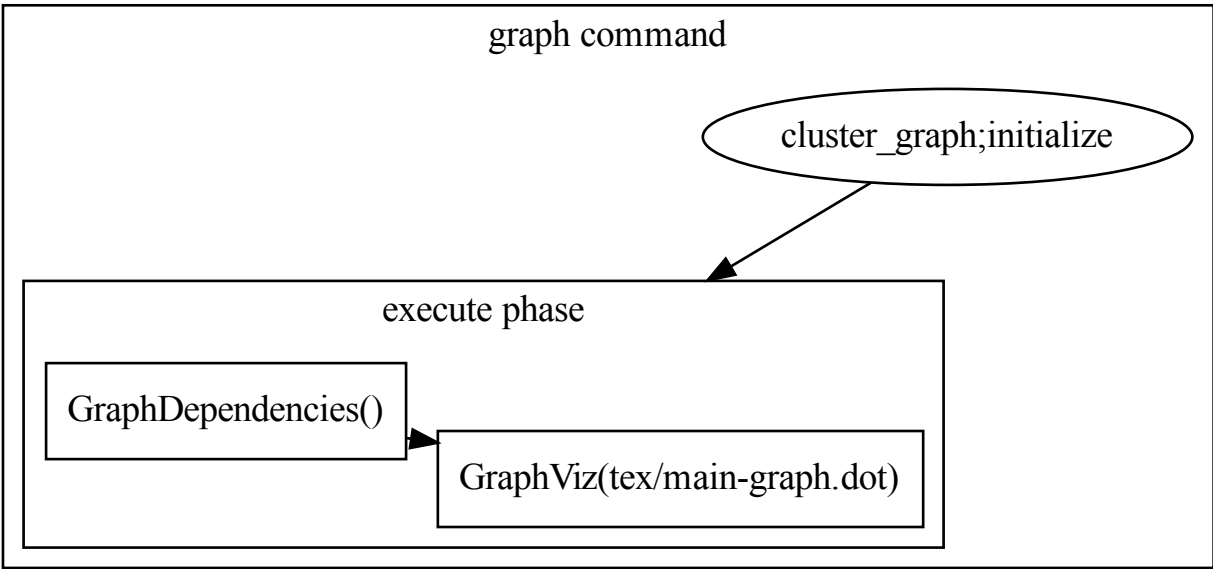 graph command
cluster_graph;initialize
execute phase
GraphDependencies()
GraphViz(tex/main-graph.dot)